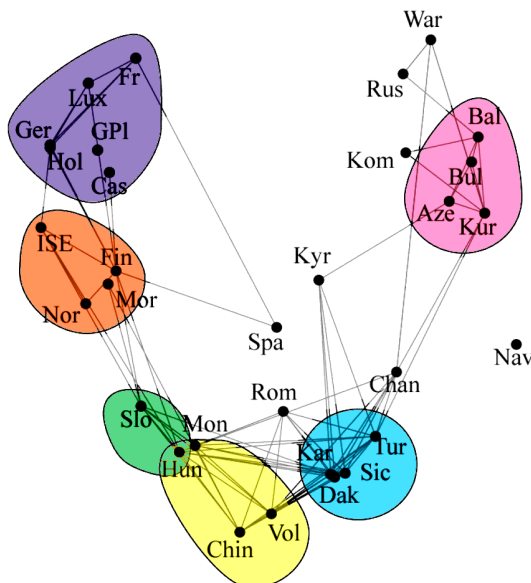 War
Fr
Rus
Lux
Bal
Ger
GPl
Hol
Kom
Bul
Cas
Aze
Kur
ISE
Fin
Kyr
Mor
Nor
Spa
Nav
Chan
Rom
Slo
Mon
Tur
Kar
Hun
Sic
Dak
Vol
Chin